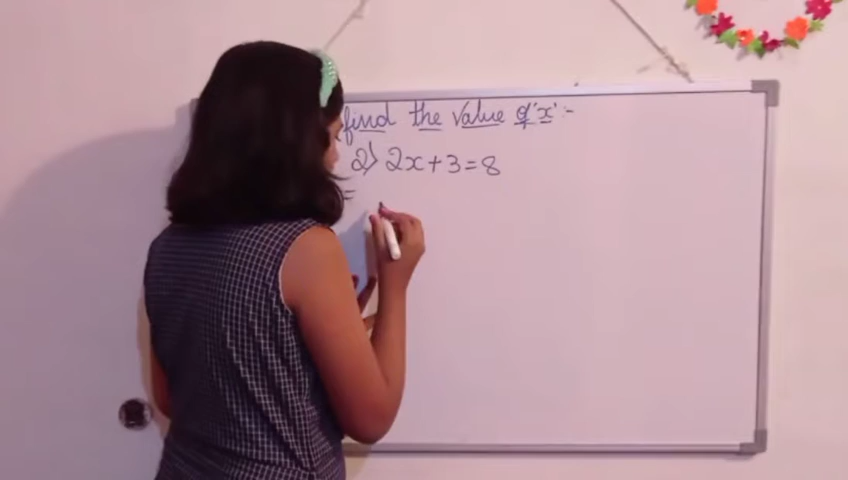 find the value of 'x' :-
2) 2x + 3 = 8
=